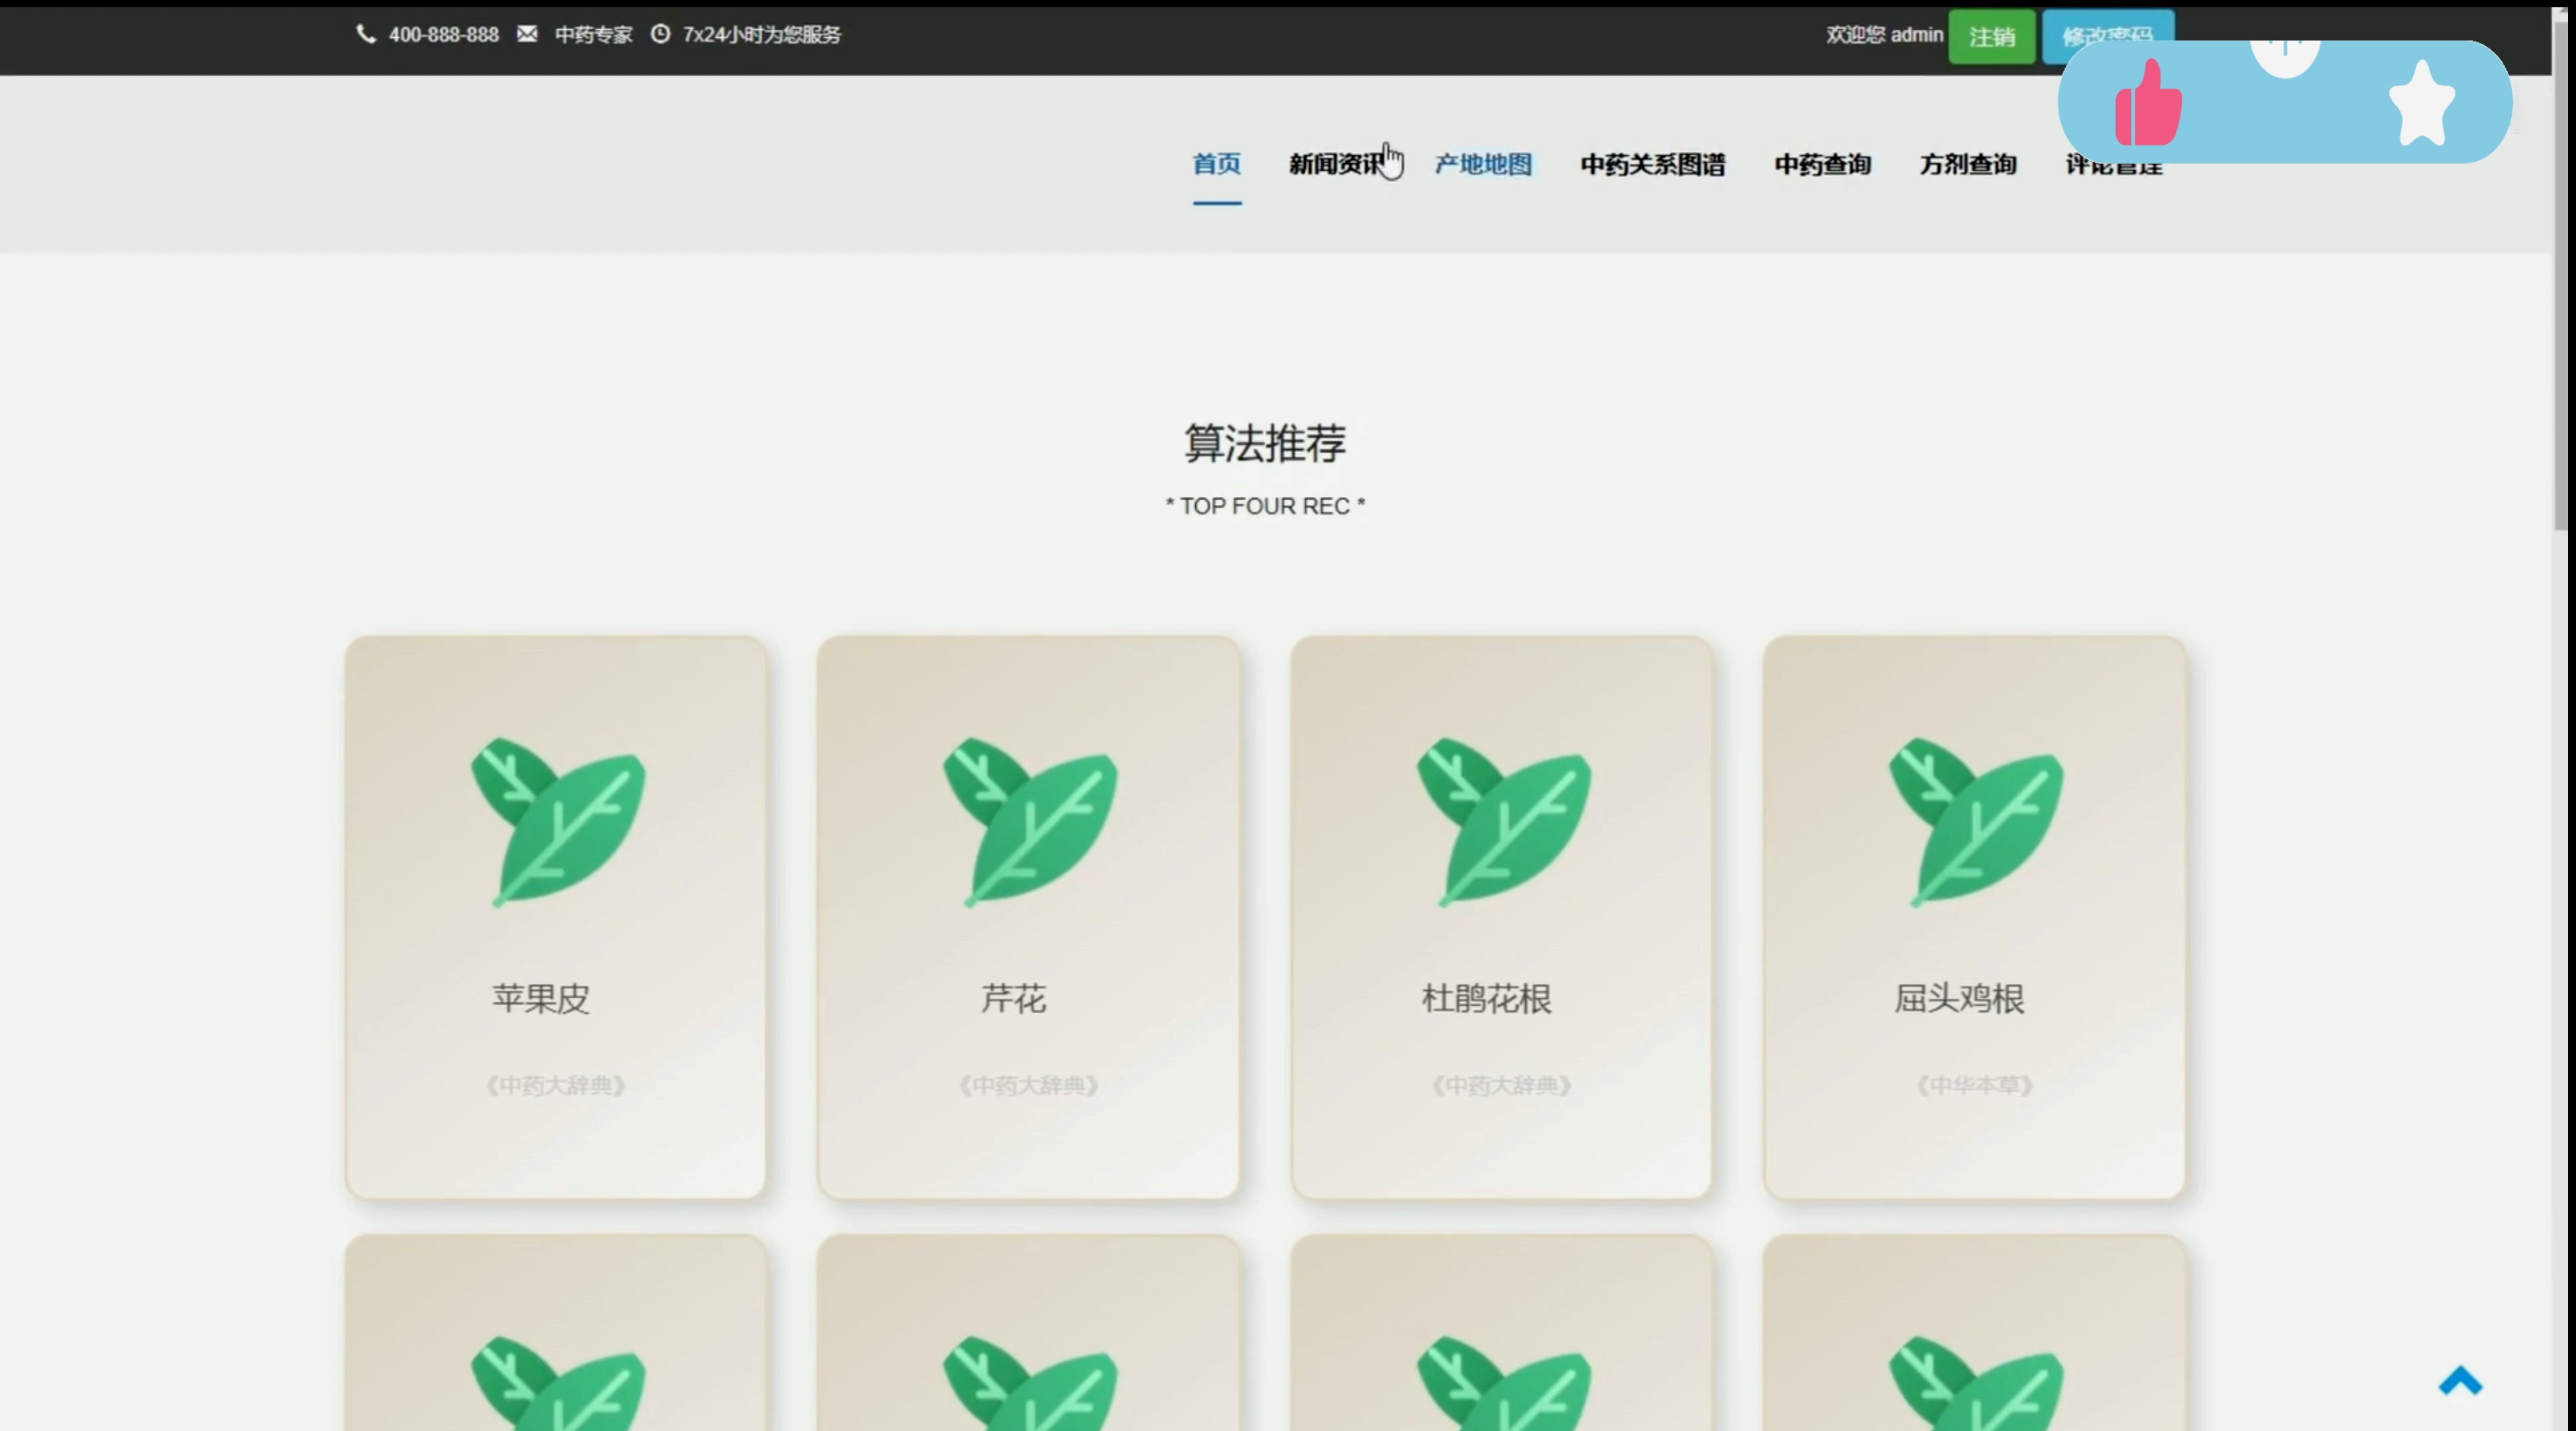 400-888-888 中药专家 7x24小时为您服务
欢迎您 admin 注销 修改密码
首页 新闻资讯 产地地图 中药关系图谱 中药查询 方剂查询 评论管理
算法推荐
* TOP FOUR REC *
苹果皮
《中药大辞典》
芹花
《中药大辞典》
杜鹃花根
《中药大辞典》
屈头鸡根
《中华本草》